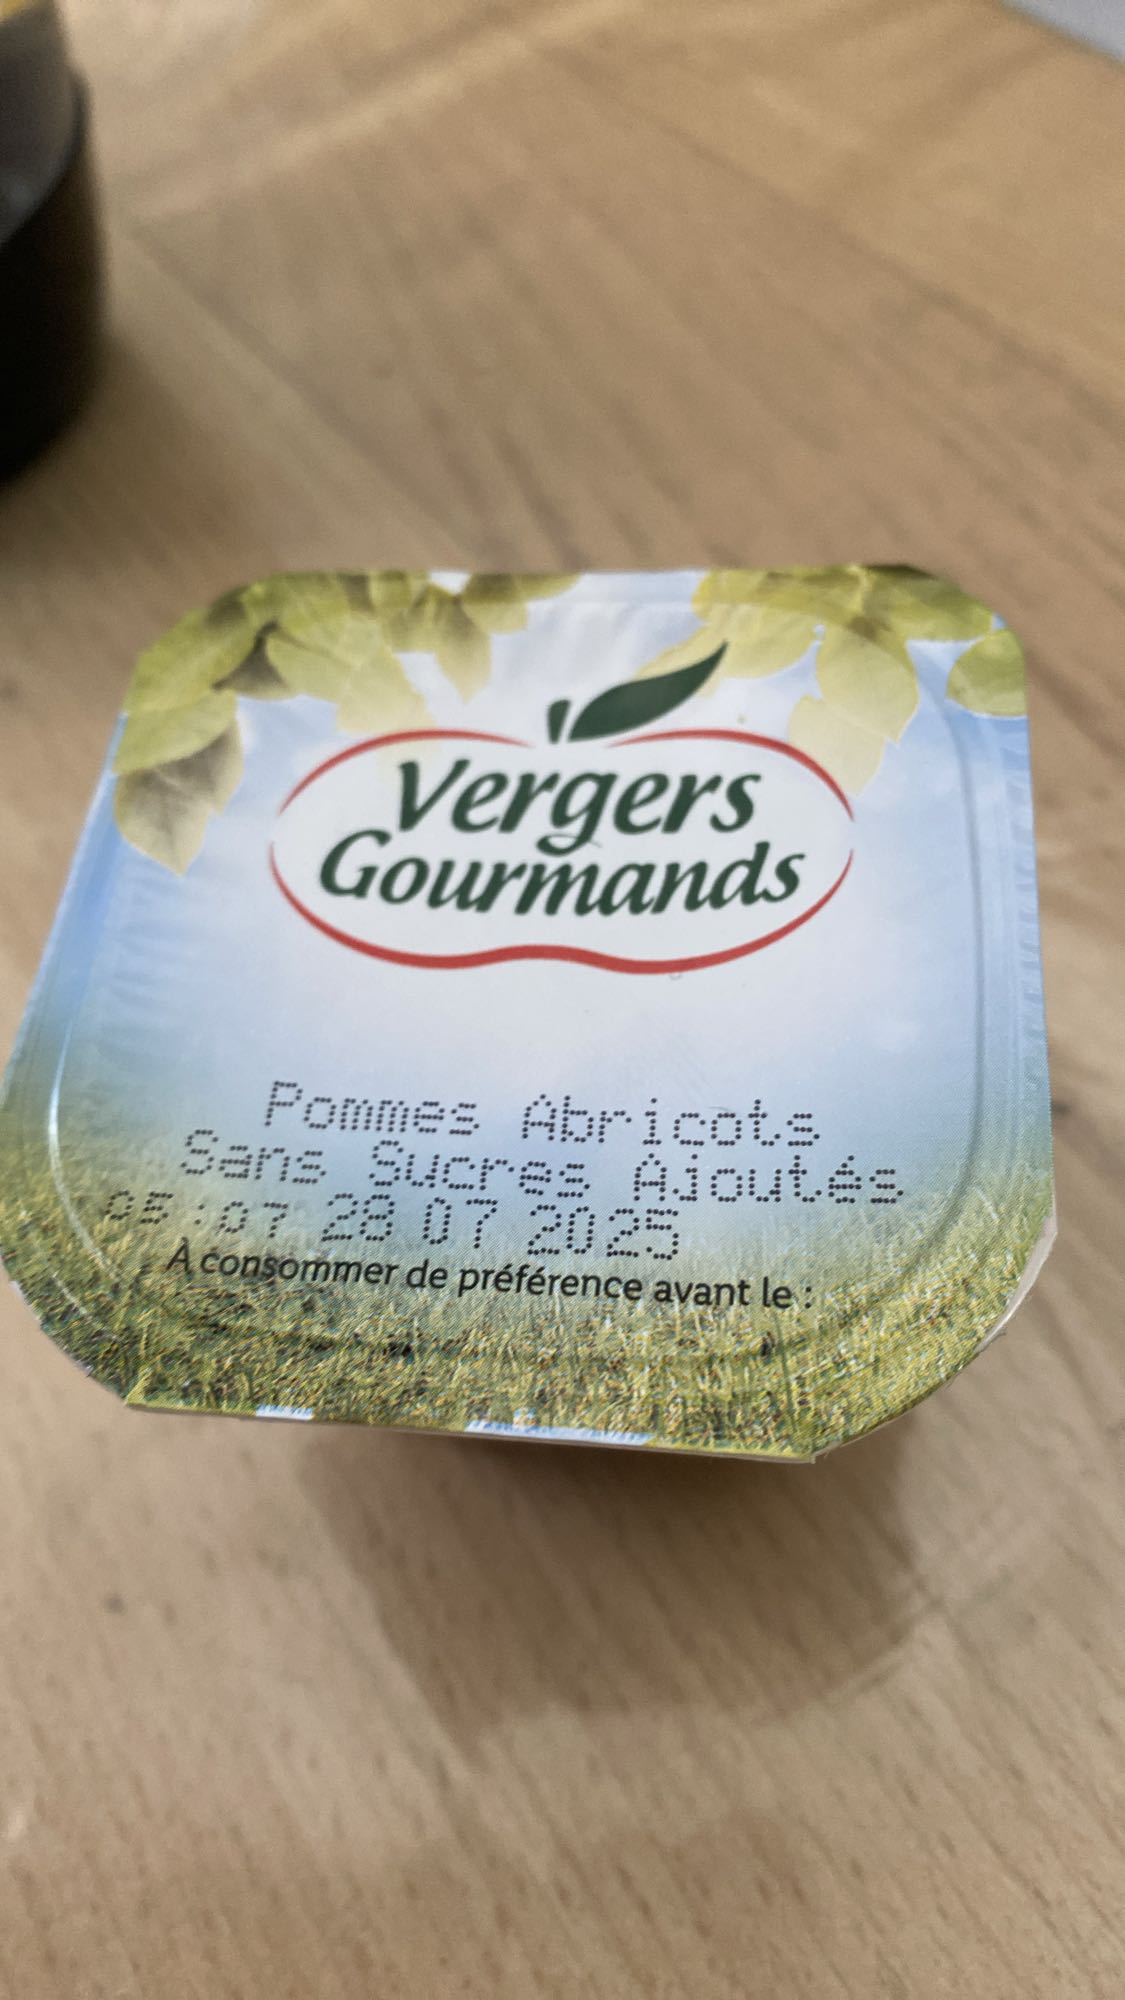 Vergers
Gourmands
Pommes Abricots
Sans Sucres Ajoutés
05:07 28 07 2025
À consommer de préférence avant le :